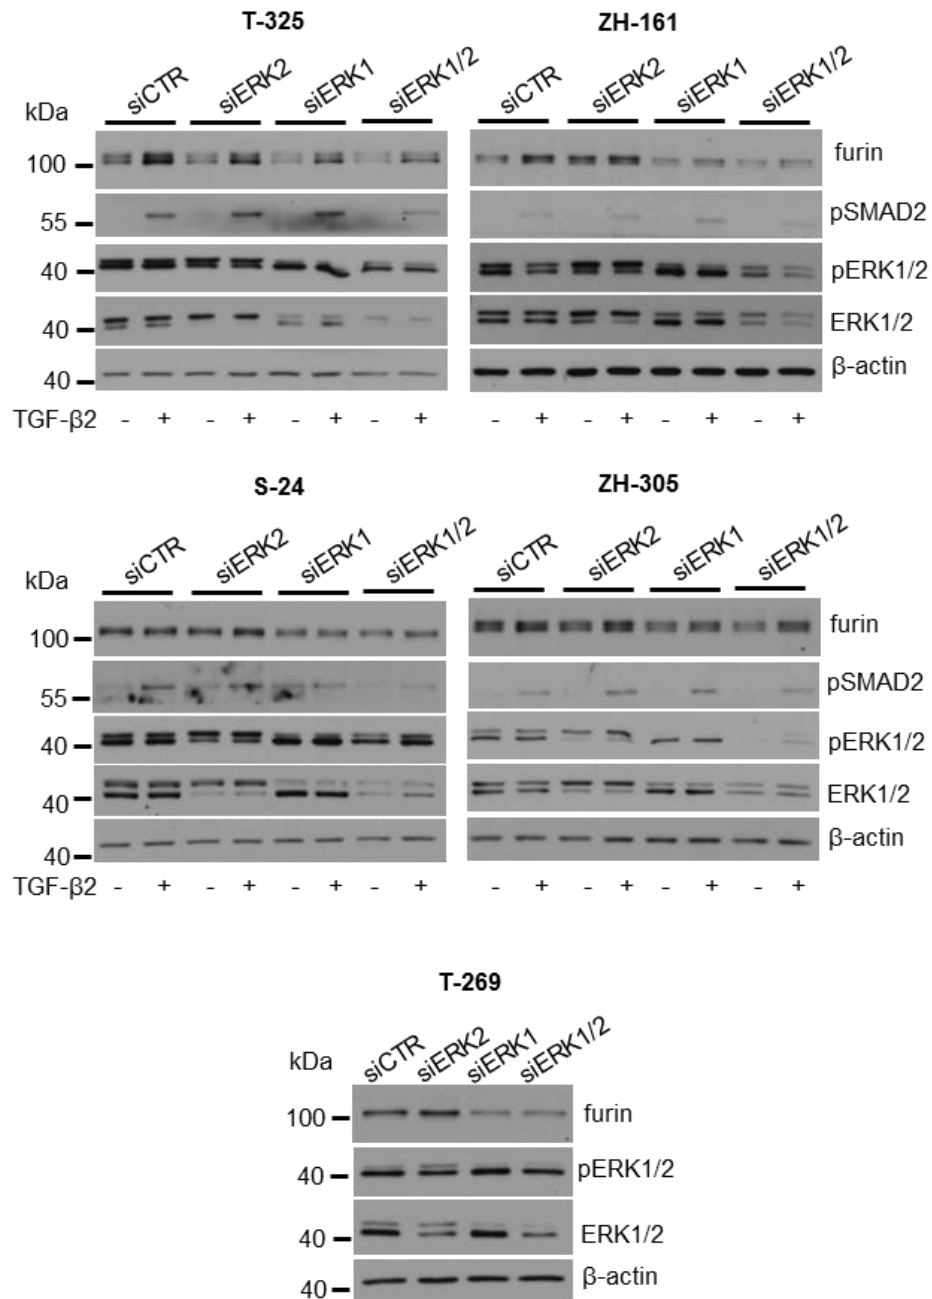 T-325
ZH-161
kDa
siCTR
siERK2
siERK1
siERK1/2
siCTR
siERK2
siERK1
siERK1/2
100
furin
55
pSMAD2
40
pERK1/2
40
ERK1/2
40
β-actin
TGF-β2 - + - + - + - + - + - + - + - +
S-24
ZH-305
kDa
siCTR
siERK2
siERK1
siERK1/2
siCTR
siERK2
siERK1
siERK1/2
100
furin
55
pSMAD2
40
pERK1/2
40
ERK1/2
40
β-actin
TGF-β2 - + - + - + - + - + - + - + - +
T-269
kDa
siCTR
siERK2
siERK1
siERK1/2
100
furin
40
pERK1/2
40
ERK1/2
40
β-actin